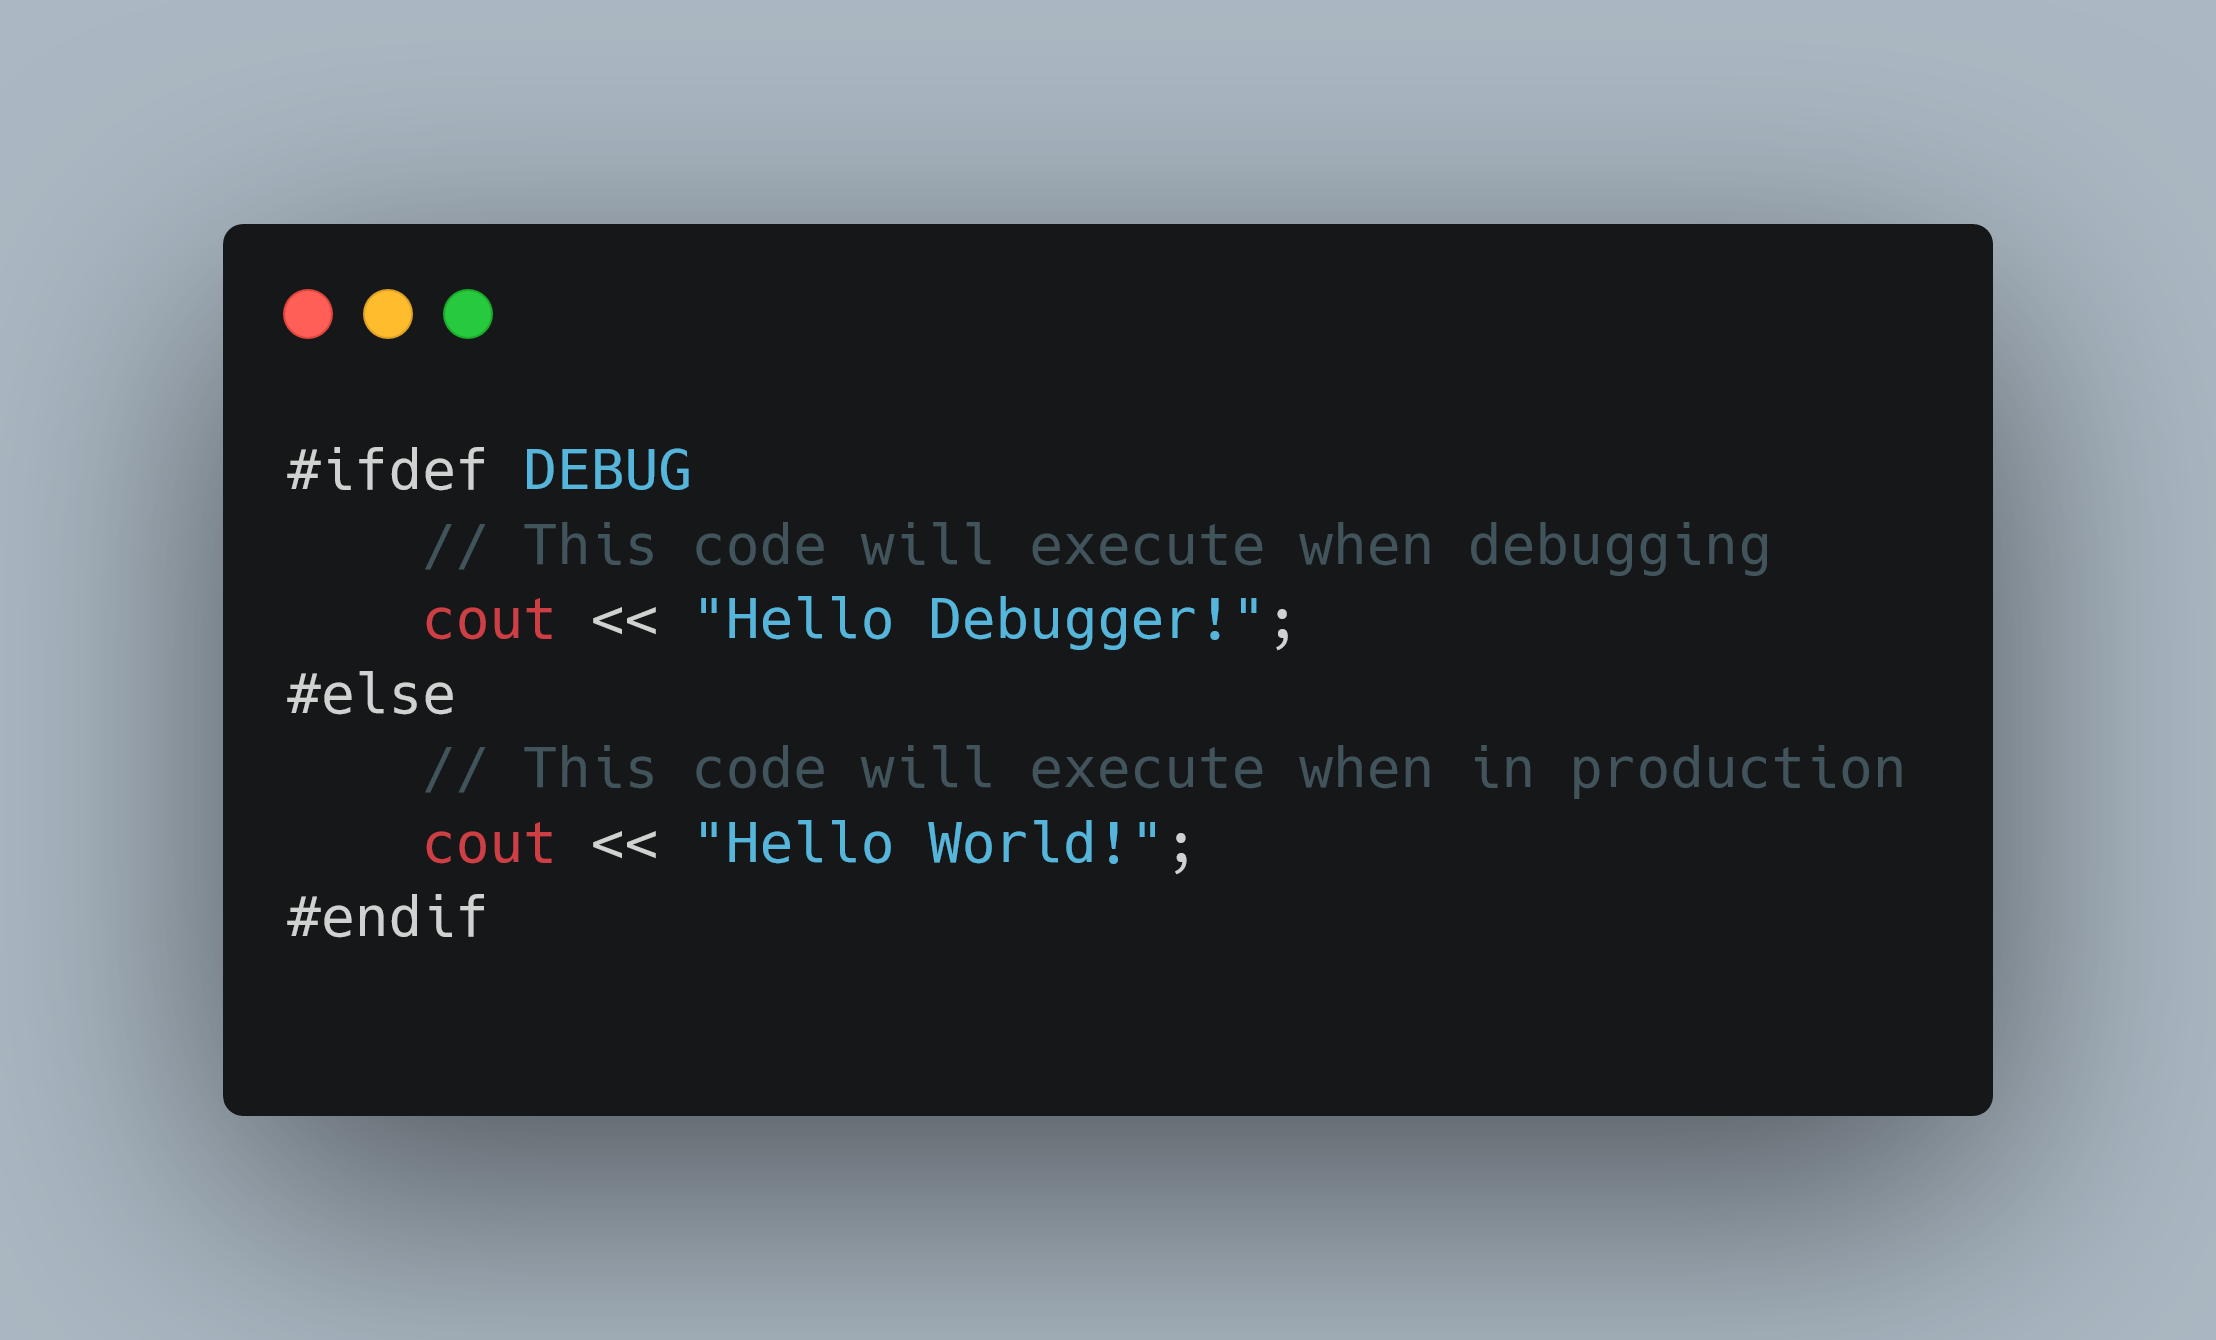 #ifdef DEBUG
    // This code will execute when debugging
    cout << "Hello Debugger!";
#else
    // This code will execute when in production
    cout << "Hello World!";
#endif